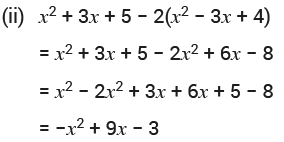 (ii) x² + 3x + 5 − 2(x² − 3x + 4)
= x² + 3x + 5 − 2x² + 6x − 8
= x² − 2x² + 3x + 6x + 5 − 8
= −x² + 9x − 3